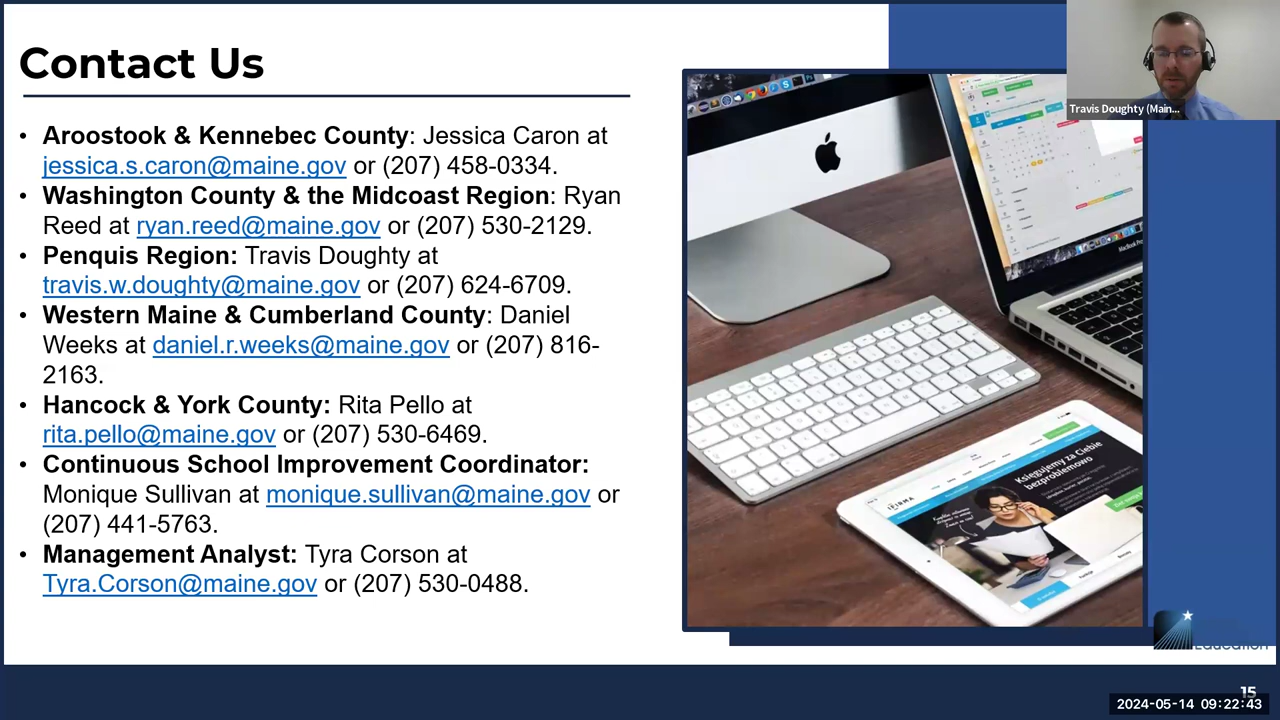 Contact Us
• Aroostook & Kennebec County: Jessica Caron at
jessica.s.caron@maine.gov or (207) 458-0334.
• Washington County & the Midcoast Region: Ryan
Reed at ryan.reed@maine.gov or (207) 530-2129.
• Penquis Region: Travis Doughty at
travis.w.doughty@maine.gov or (207) 624-6709.
• Western Maine & Cumberland County: Daniel
Weeks at daniel.r.weeks@maine.gov or (207) 816-
2163.
• Hancock & York County: Rita Pello at
rita.pello@maine.gov or (207) 530-6469.
• Continuous School Improvement Coordinator:
Monique Sullivan at monique.sullivan@maine.gov or
(207) 441-5763.
• Management Analyst: Tyra Corson at
Tyra.Corson@maine.gov or (207) 530-0488.
Travis Doughty (Main...
MacBook Pro
Księgujemy za Ciebie
bezproblemowo
IFIRMA
Education
15
2024-05-14 09:22:43